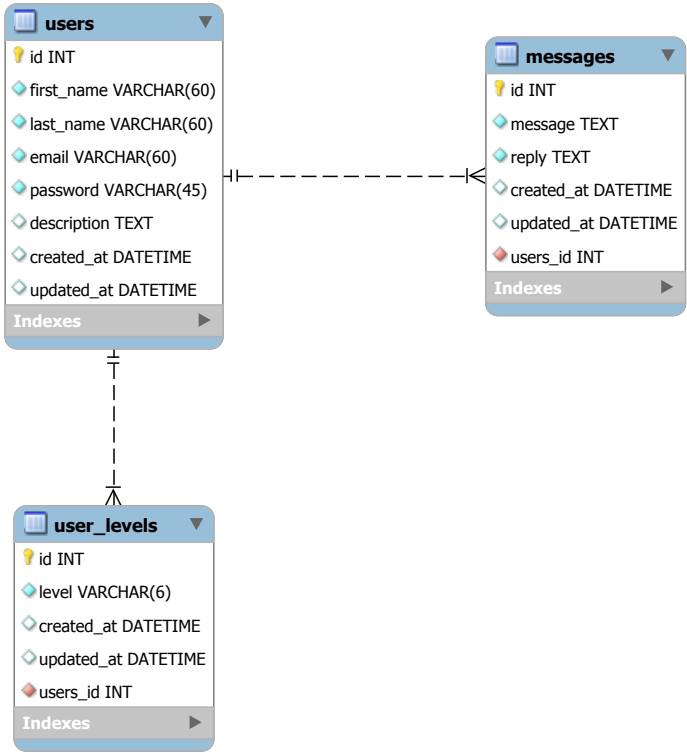 users
id INT
first_name VARCHAR(60)
last_name VARCHAR(60)
email VARCHAR(60)
password VARCHAR(45)
description TEXT
created_at DATETIME
updated_at DATETIME
Indexes
messages
id INT
message TEXT
reply TEXT
created_at DATETIME
updated_at DATETIME
users_id INT
Indexes
user_levels
id INT
level VARCHAR(6)
created_at DATETIME
updated_at DATETIME
users_id INT
Indexes